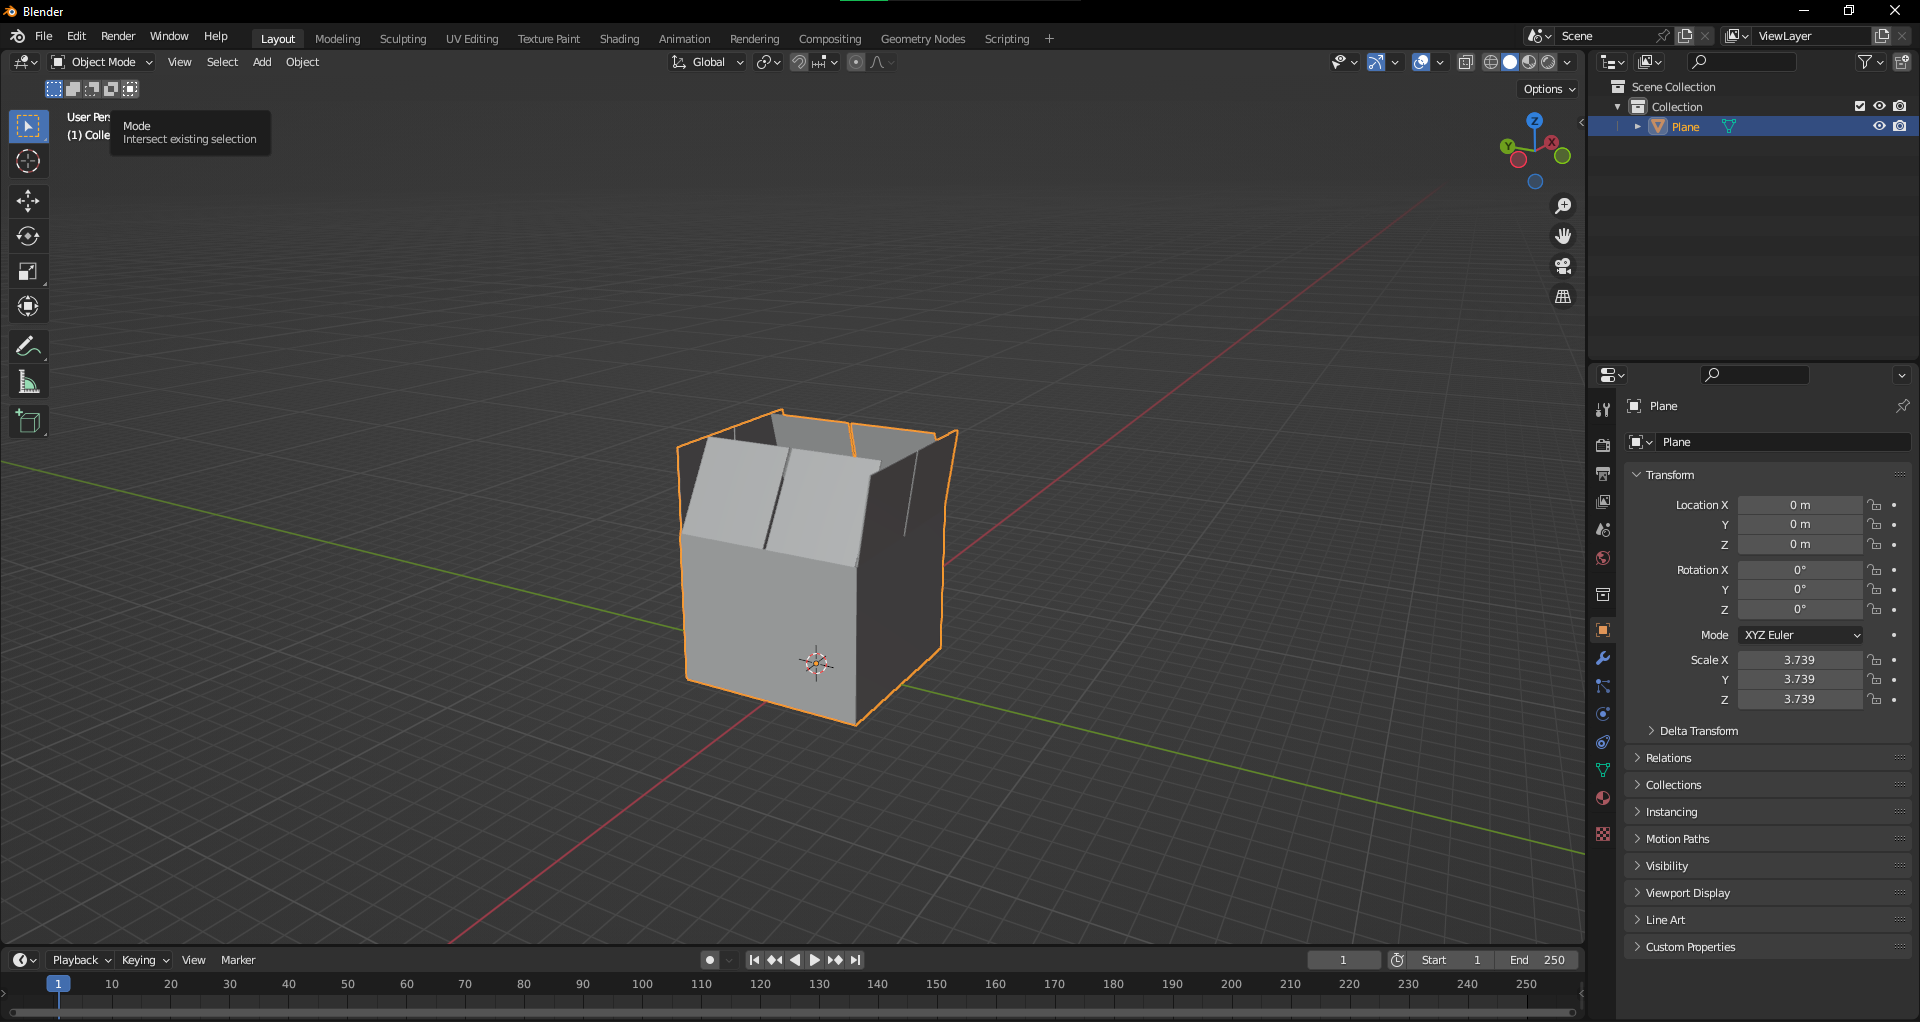 Blender
File Edit Render Window Help Layout Modeling Sculpting UV Editing Texture Paint Shading Animation Rendering Compositing Geometry Nodes Scripting + Scene ViewLayer
Object Mode View Select Add Object Global
Options
User Pers
(1) Colle
Mode
Intersect existing selection
Z
Y
X
Scene Collection
Collection
Plane
Plane
Plane
Transform
Location X 0 m
Y 0 m
Z 0 m
Rotation X 0°
Y 0°
Z 0°
Mode XYZ Euler
Scale X 3.739
Y 3.739
Z 3.739
Delta Transform
Relations
Collections
Instancing
Motion Paths
Visibility
Viewport Display
Line Art
Custom Properties
Playback Keying View Marker 1 Start 1 End 250
1 10 20 30 40 50 60 70 80 90 100 110 120 130 140 150 160 170 180 190 200 210 220 230 240 250